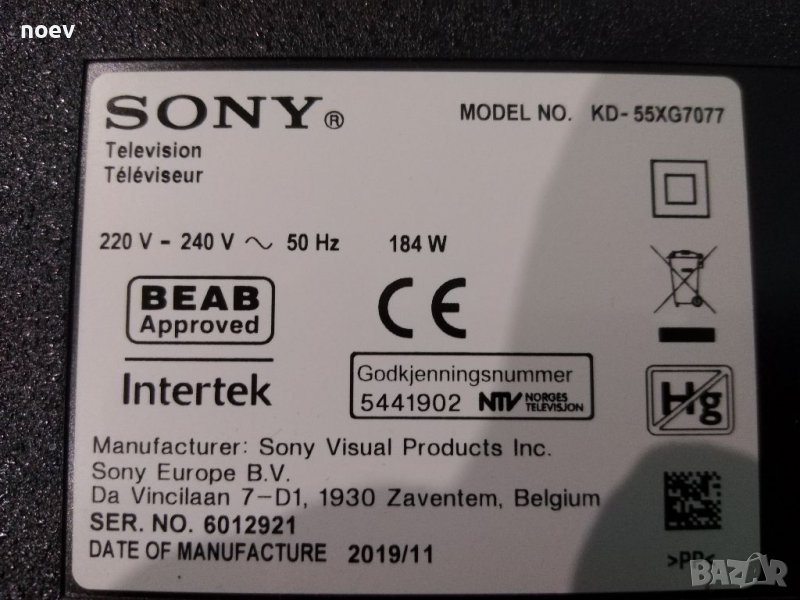 noev
SONY®
MODEL NO. KD-55XG7077
Television
Téléviseur
220 V - 240 V ~ 50 Hz 184 W
BEAB
Approved
CE
Intertek
Godkjenningsnummer
5441902 NTV NORGES TELEVISJON
Hg
Manufacturer: Sony Visual Products Inc.
Sony Europe B.V.
Da Vincilaan 7-D1, 1930 Zaventem, Belgium
SER. NO. 6012921
DATE OF MANUFACTURE 2019/11
>PP<
BAZAR